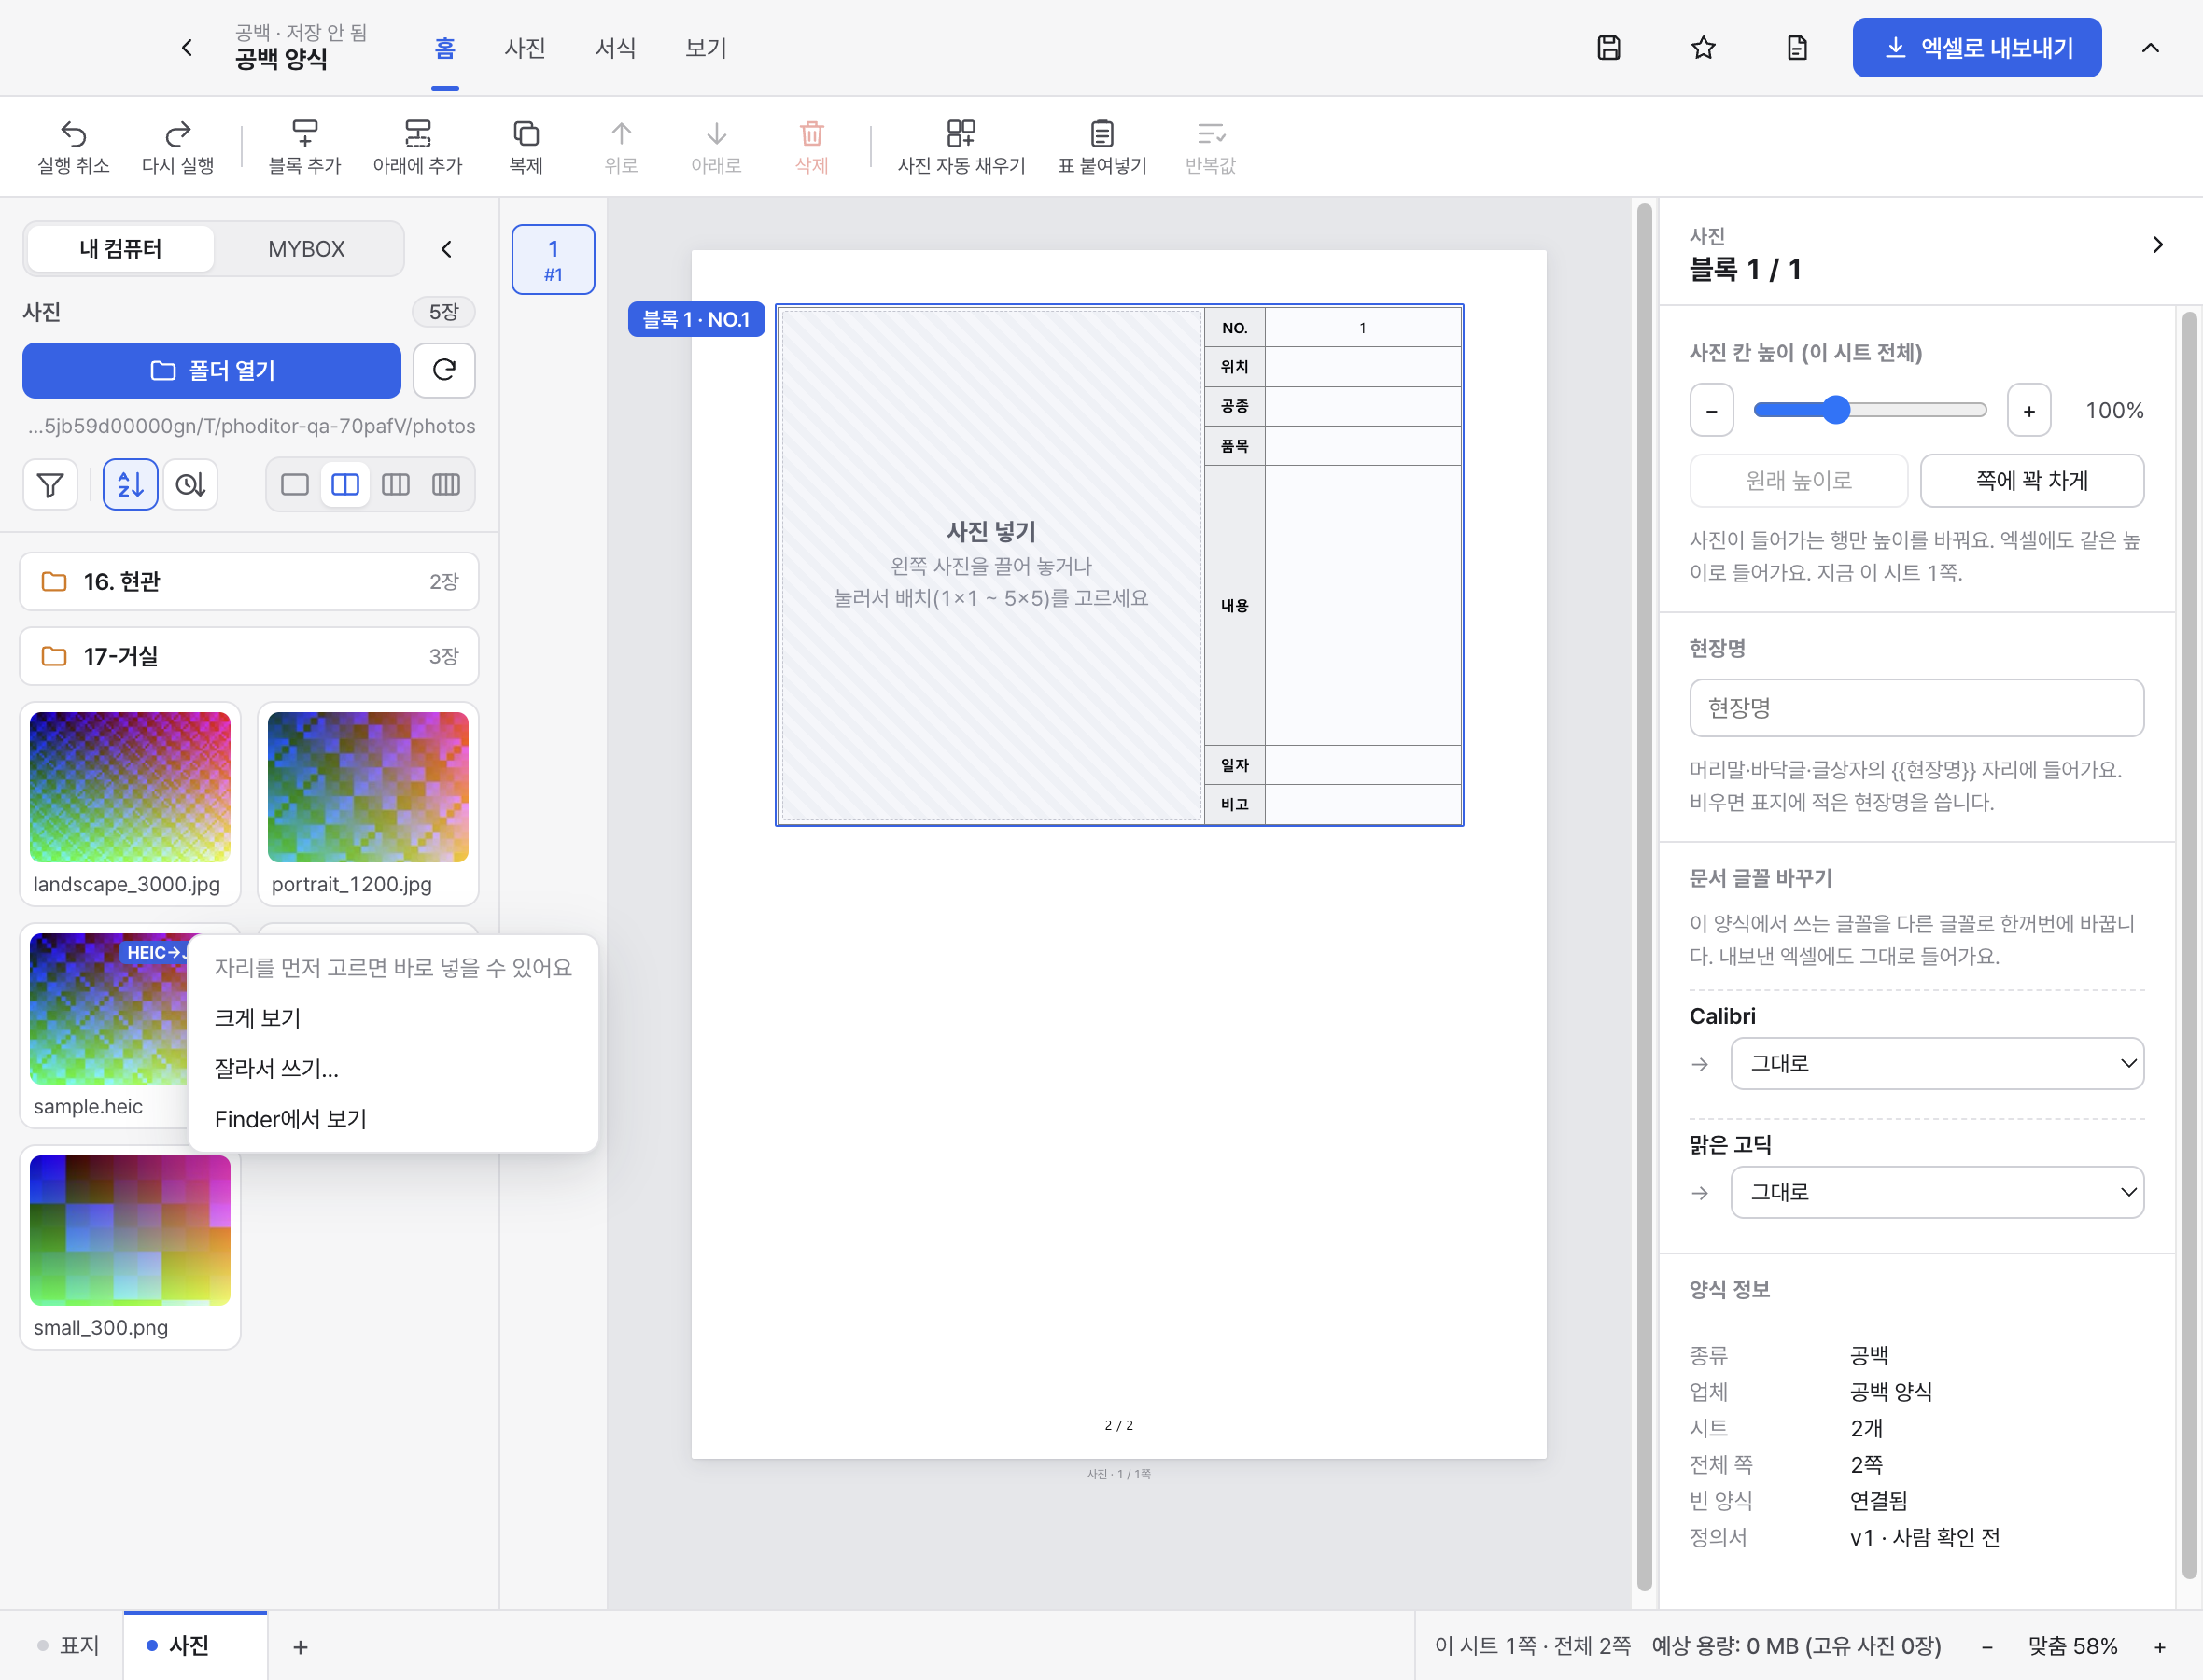 공백 · 저장 안 됨
공백 양식
홈
사진
서식
보기
엑셀로 내보내기
실행 취소
다시 실행
블록 추가
아래에 추가
복제
위로
아래로
삭제
사진 자동 채우기
표 붙여넣기
반복값
내 컴퓨터
MYBOX
사진
5장
폴더 열기
...5jb59d00000gn/T/phoditor-qa-70pafV/photos
16. 현관
2장
17-거실
3장
landscape_3000.jpg
portrait_1200.jpg
HEIC→J
sample.heic
자리를 먼저 고르면 바로 넣을 수 있어요
크게 보기
잘라서 쓰기...
Finder에서 보기
small_300.png
1
#1
블록 1 · NO.1
사진 넣기
왼쪽 사진을 끌어 놓거나
눌러서 배치(1×1 ~ 5×5)를 고르세요
NO.
1
위치
공종
품목
내용
일자
비고
2 / 2
사진 · 1 / 1쪽
사진
블록 1 / 1
사진 칸 높이 (이 시트 전체)
−
+
100%
원래 높이로
쪽에 꽉 차게
사진이 들어가는 행만 높이를 바꿔요. 엑셀에도 같은 높
이로 들어가요. 지금 이 시트 1쪽.
현장명
현장명
머리말·바닥글·글상자의 {{현장명}} 자리에 들어가요.
비우면 표지에 적은 현장명을 씁니다.
문서 글꼴 바꾸기
이 양식에서 쓰는 글꼴을 다른 글꼴로 한꺼번에 바꿉니
다. 내보낸 엑셀에도 그대로 들어가요.
Calibri
→ 그대로
맑은 고딕
→ 그대로
양식 정보
종류 공백
업체 공백 양식
시트 2개
전체 쪽 2쪽
빈 양식 연결됨
정의서 v1 · 사람 확인 전
표지
사진
+
이 시트 1쪽 · 전체 2쪽
예상 용량: 0 MB (고유 사진 0장)
−
맞춤 58%
+